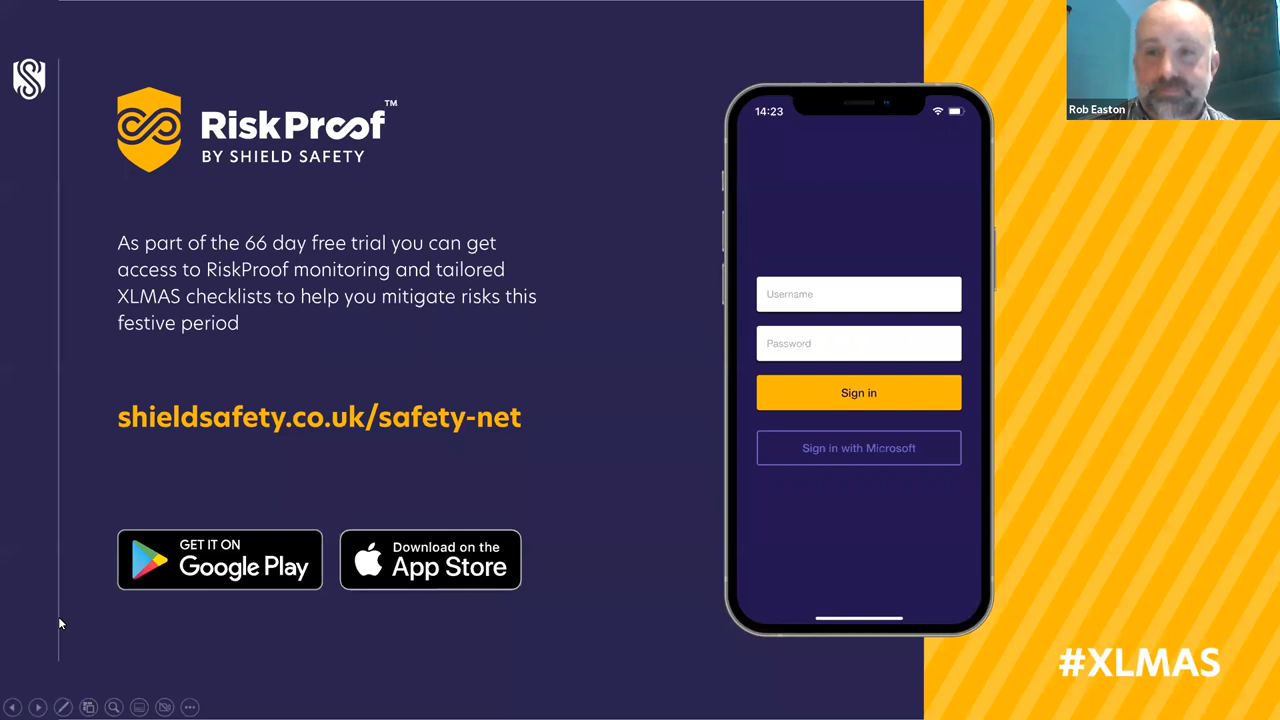 RiskProof™
BY SHIELD SAFETY
As part of the 66 day free trial you can get
access to RiskProof monitoring and tailored
XLMAS checklists to help you mitigate risks this
festive period
shieldsafety.co.uk/safety-net
GET IT ON
Google Play
Download on the
App Store
14:23
Username
Password
Sign in
Sign in with Microsoft
Rob Easton
#XLMAS